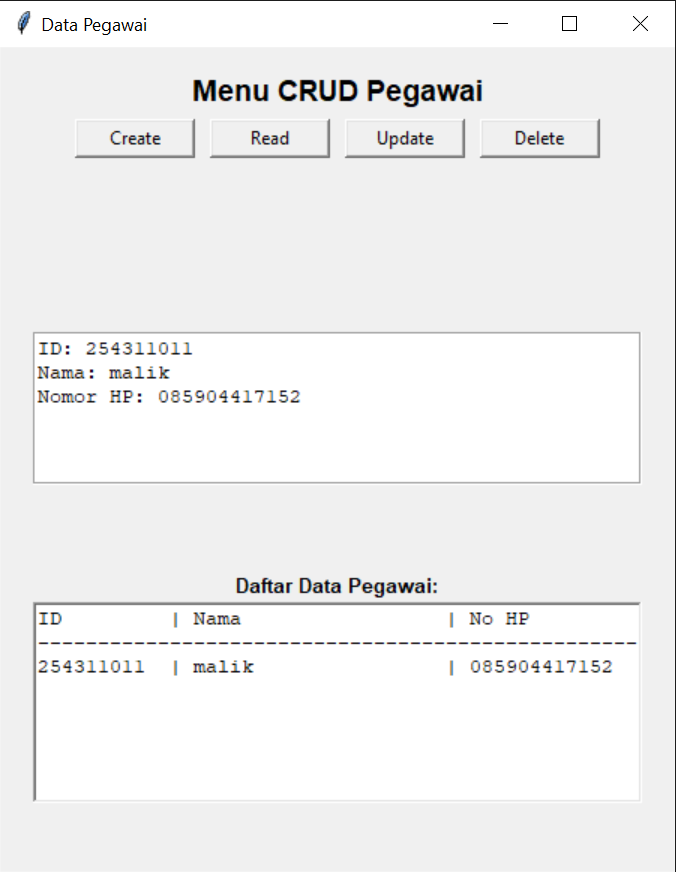 Data Pegawai
Menu CRUD Pegawai
Create Read Update Delete
ID: 254311011
Nama: malik
Nomor HP: 085904417152
Daftar Data Pegawai:
ID         | Nama                 | No HP
--------------------------------------------------
254311011  | malik                | 085904417152